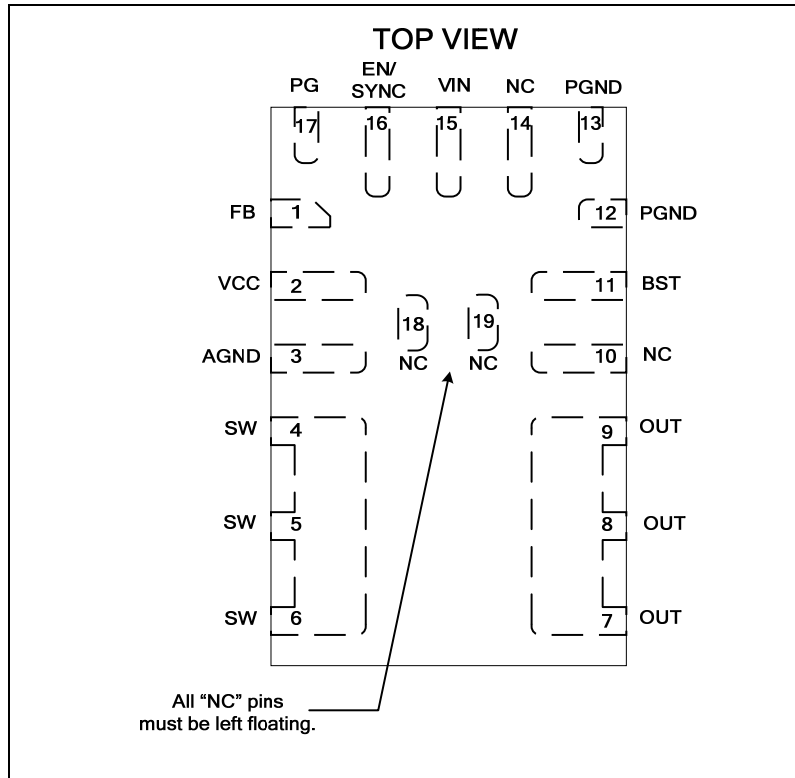 TOP VIEW
PG
EN/
SYNC
VIN
NC
PGND
17
16
15
14
13
FB
1
12
PGND
VCC
2
11
BST
18
19
AGND
3
NC
NC
10
NC
SW
4
9
OUT
SW
5
8
OUT
SW
6
7
OUT
All “NC” pins
must be left floating.